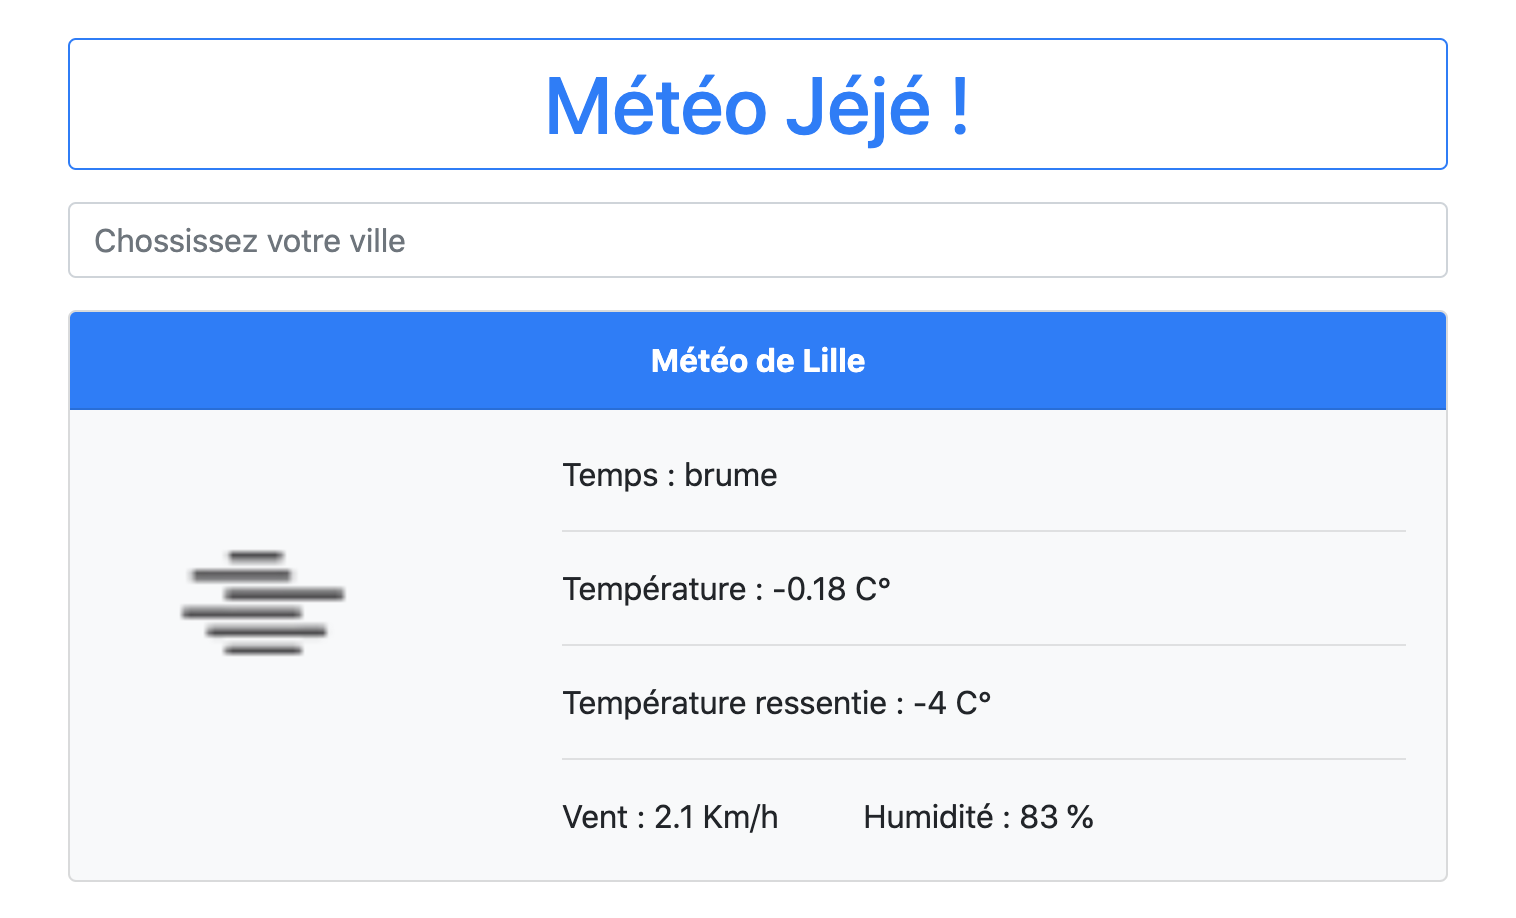 Météo Jéjé !
Chossissez votre ville
Météo de Lille
Temps : brume
Température : -0.18 C°
Température ressentie : -4 C°
Vent : 2.1 Km/h Humidité : 83 %